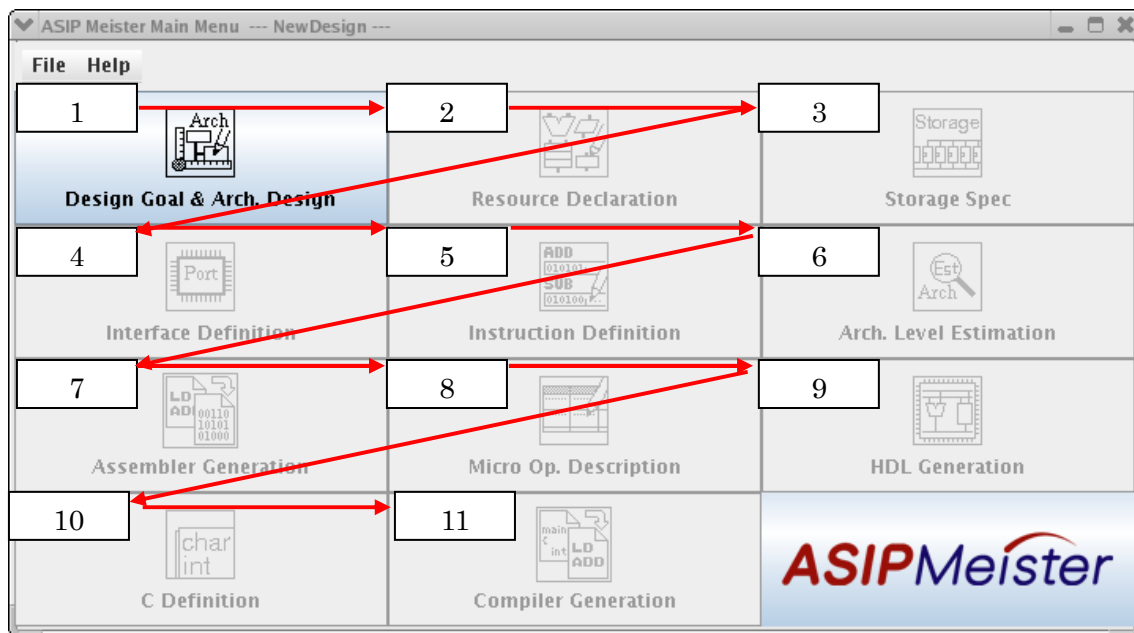 ASIP Meister Main Menu --- NewDesign ---
File Help
1
2
3
Arch
Storage
Design Goal & Arch. Design
Resource Declaration
Storage Spec
4
5
6
Port
ADD
010101
SUB
010100
Est
Arch
Interface Definition
Instruction Definition
Arch. Level Estimation
7
8
9
LD
ADD
00110
10101
01000
Assembler Generation
Micro Op. Description
HDL Generation
10
11
char
int
main
{
int
LD
ADD
C Definition
Compiler Generation
ASIPMeister